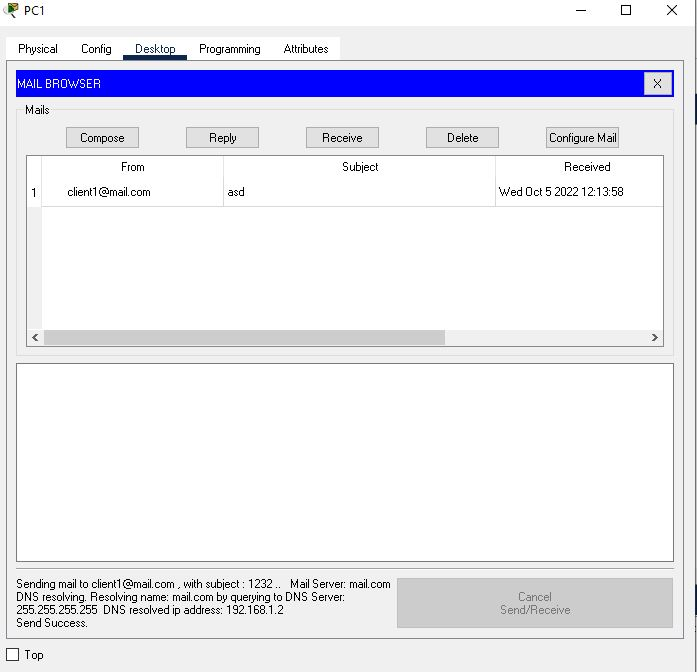 PC1
Physical Config Desktop Programming Attributes
MAIL BROWSER X
Mails
Compose Reply Receive Delete Configure Mail
From Subject Received
1 client1@mail.com asd Wed Oct 5 2022 12:13:58
Sending mail to client1@mail.com , with subject : 1232 .. Mail Server: mail.com
DNS resolving. Resolving name: mail.com by querying to DNS Server:
255.255.255.255 DNS resolved ip address: 192.168.1.2
Send Success.
Cancel
Send/Receive
Top